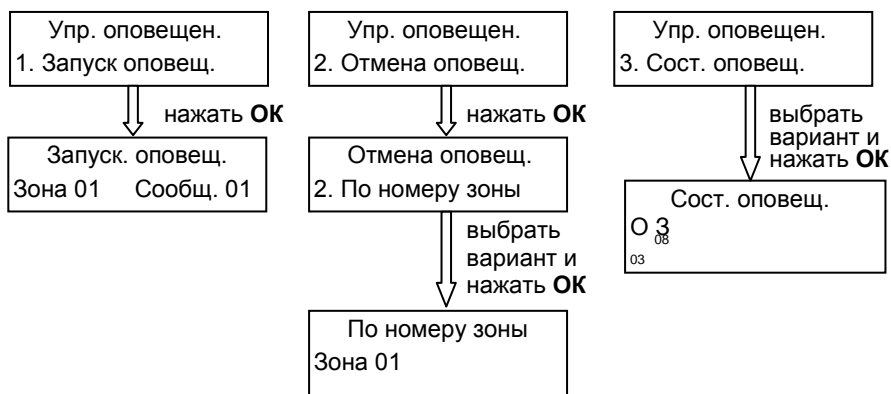 Упр. оповещен.
1. Запуск оповещ.
нажать ОК
Запуск. оповещ.
Зона 01 Сообщ. 01
Упр. оповещен.
2. Отмена оповещ.
нажать ОК
Отмена оповещ.
2. По номеру зоны
выбрать
вариант и
нажать ОК
По номеру зоны
Зона 01
Упр. оповещен.
3. Сост. оповещ.
выбрать
вариант и
нажать ОК
Сост. оповещ.
О З
08
03